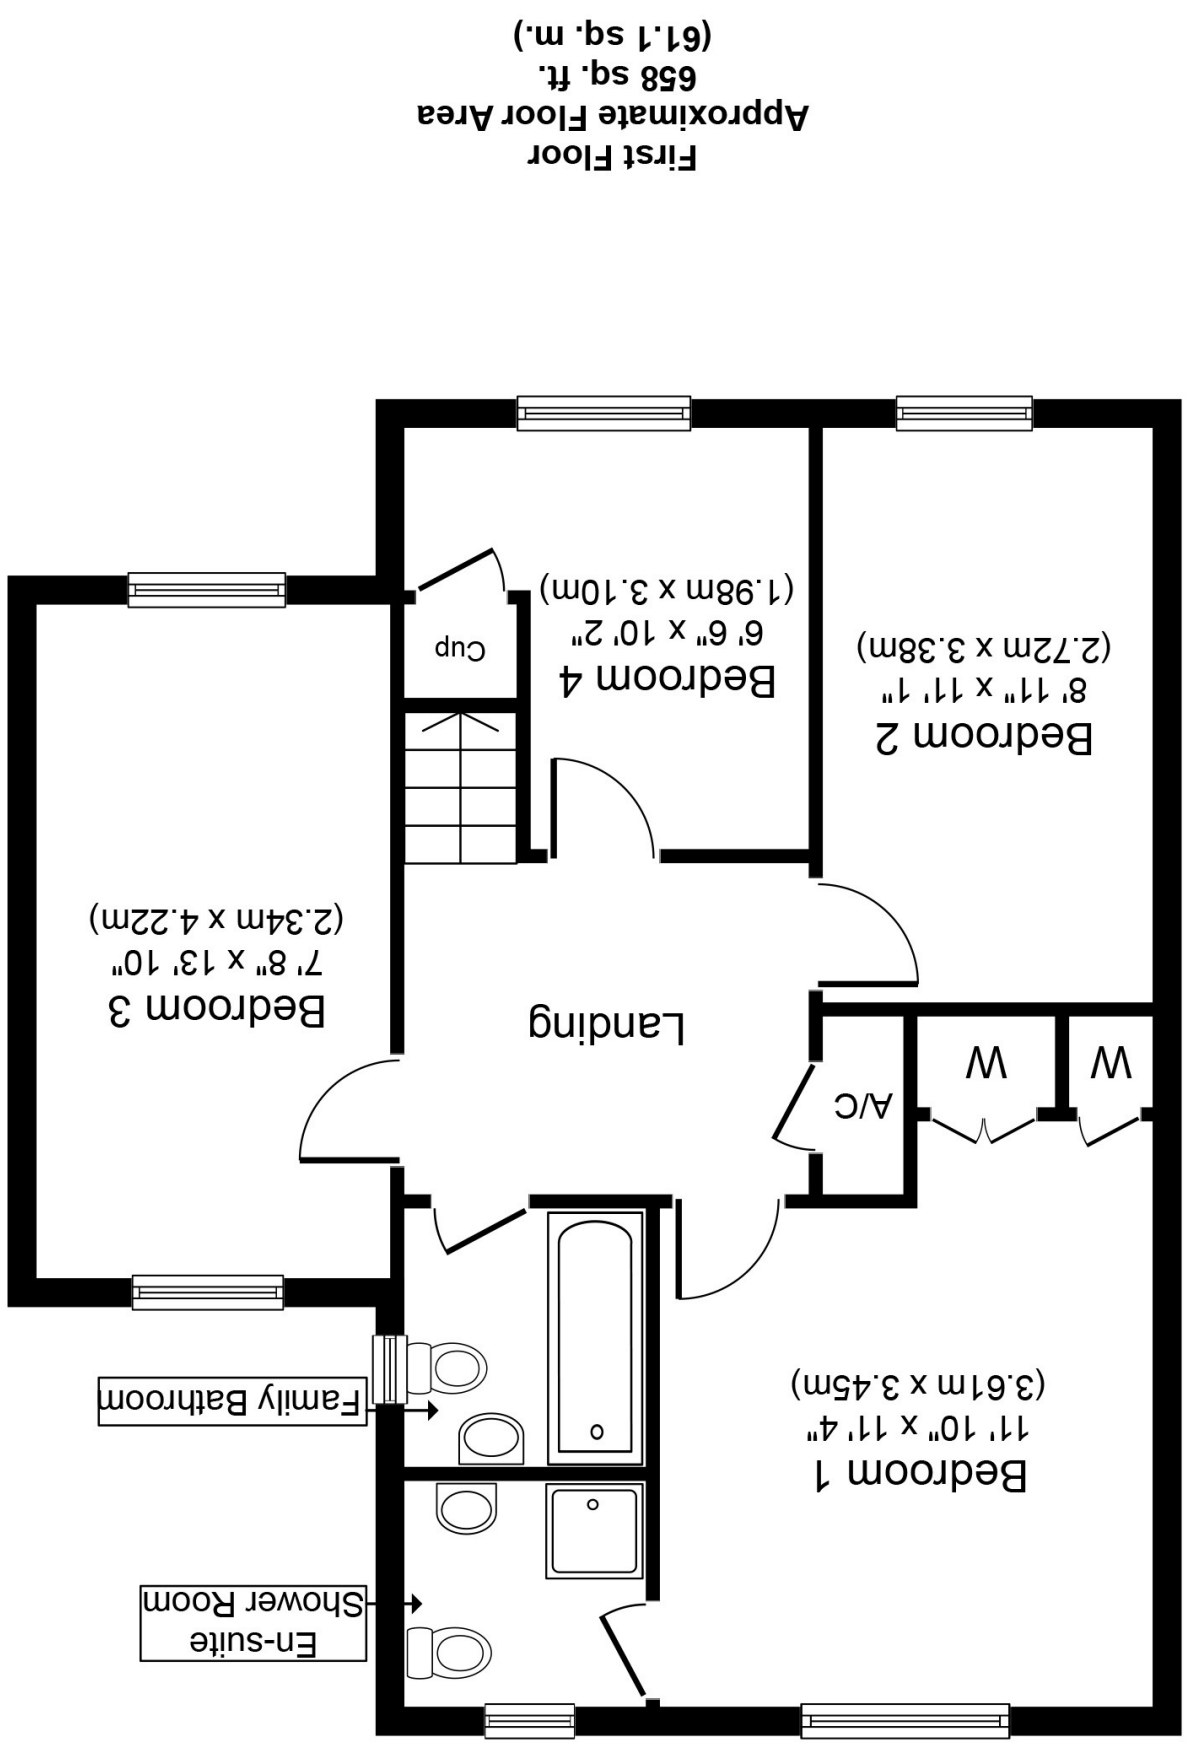 En-suite
Shower Room
Bedroom 1
11' 10" x 11' 4"
(3.61m x 3.45m)
Family Bathroom
A/C
W
W
Landing
Bedroom 3
7' 8" x 13' 10"
(2.34m x 4.22m)
Bedroom 2
8' 11" x 11' 1"
(2.72m x 3.38m)
Bedroom 4
6' 6" x 10' 2"
(1.98m x 3.10m)
Cup
First Floor
Approximate Floor Area
658 sq. ft.
(61.1 sq. m.)